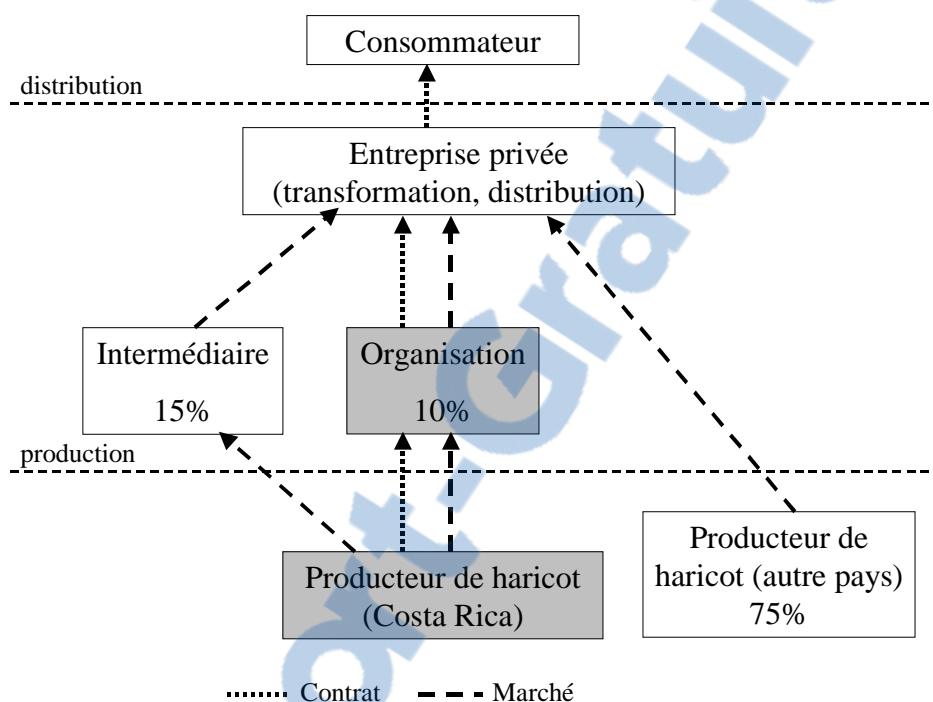 Consommateur
distribution
Entreprise privée
(transformation, distribution)
Intermédiaire
15%
Organisation
10%
production
Producteur de haricot
(Costa Rica)
Producteur de
haricot (autre pays)
75%
Contrat
Marché